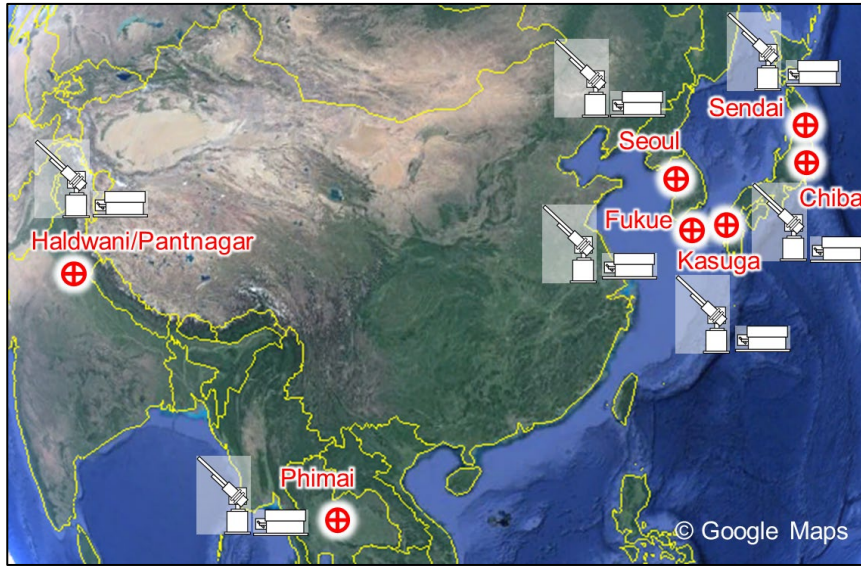 Sendai
Seoul
Chiba
Haldwani/Pantnagar
Fukue
Kasuga
Phimai
© Google Maps